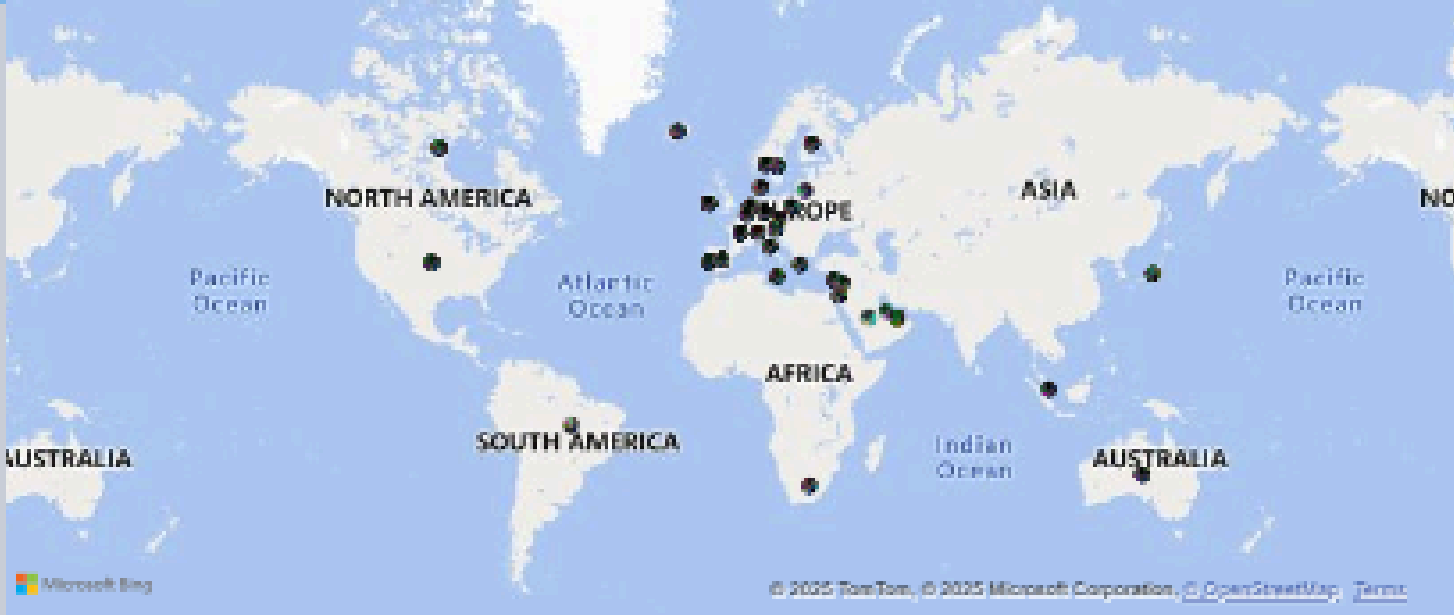 NORTH AMERICA
ASIA
NO
EUROPE
Pacific
Ocean
Atlantic
Ocean
Pacific
Ocean
AFRICA
SOUTH AMERICA
Indian
Ocean
AUSTRALIA
AUSTRALIA
Microsoft Bing
© 2025 TomTom, © 2025 Microsoft Corporation, © OpenStreetMap Terms